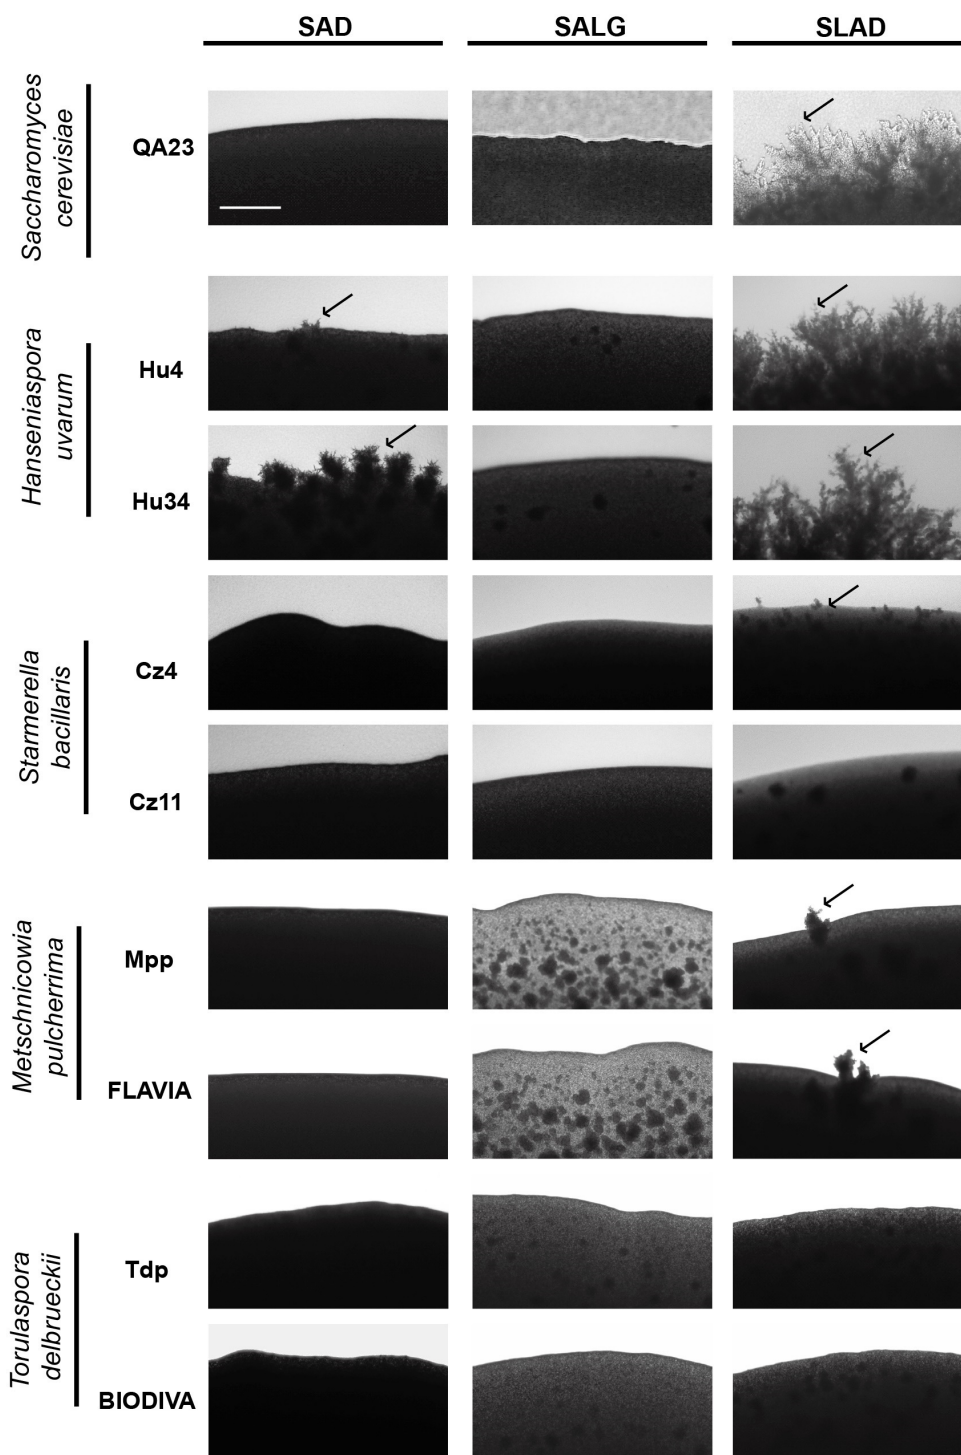 SAD SALG SLAD
Saccharomyces
cerevisiae
QA23
Hanseniaspora
uvarum
Hu4
Hu34
Starmerella
bacillaris
Cz4
Cz11
Metschnicowia
pulcherrima
Mpp
FLAVIA
Torulaspora
delbrueckii
Tdp
BIODIVA